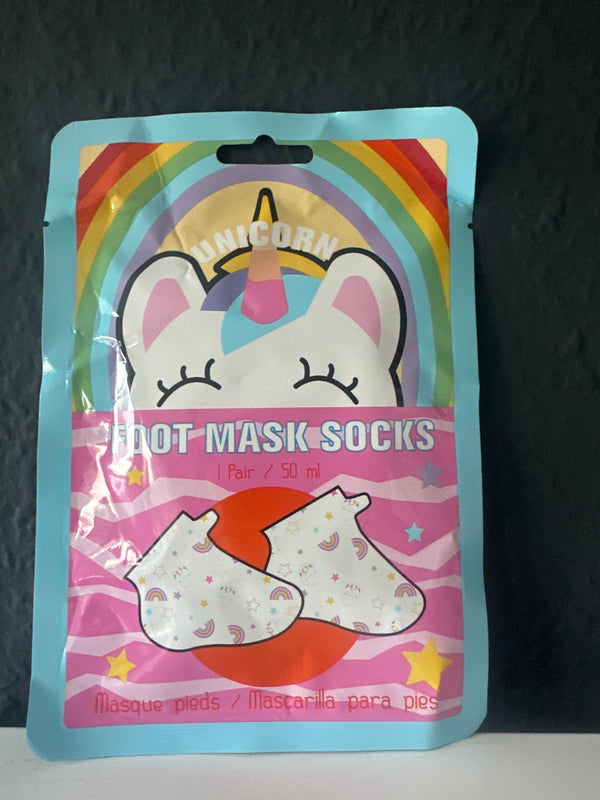 UNICORN
FOOT MASK SOCKS
1 Pair / 50 ml
Masque pieds / Mascarilla para pies